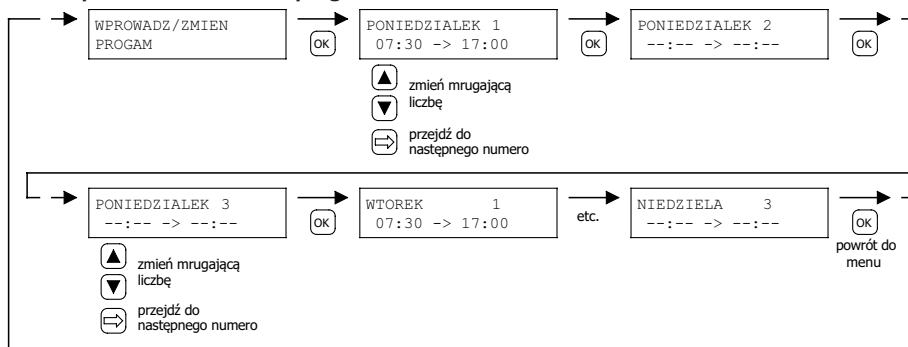 WPROWADZ/ZMIEN
PROGAM
OK
PONIEDZIALEK 1
07:30 -> 17:00
OK
PONIEDZIALEK 2
--:-- -> --:--
OK
zmień mrugającą
liczbę
przejdź do
następnego numero
PONIEDZIALEK 3
--:-- -> --:--
OK
WTOREK 1
07:30 -> 17:00
etc.
NIEDZIELA 3
--:-- -> --:--
OK
powrót do
menu
zmień mrugającą
liczbę
przejdź do
następnego numero